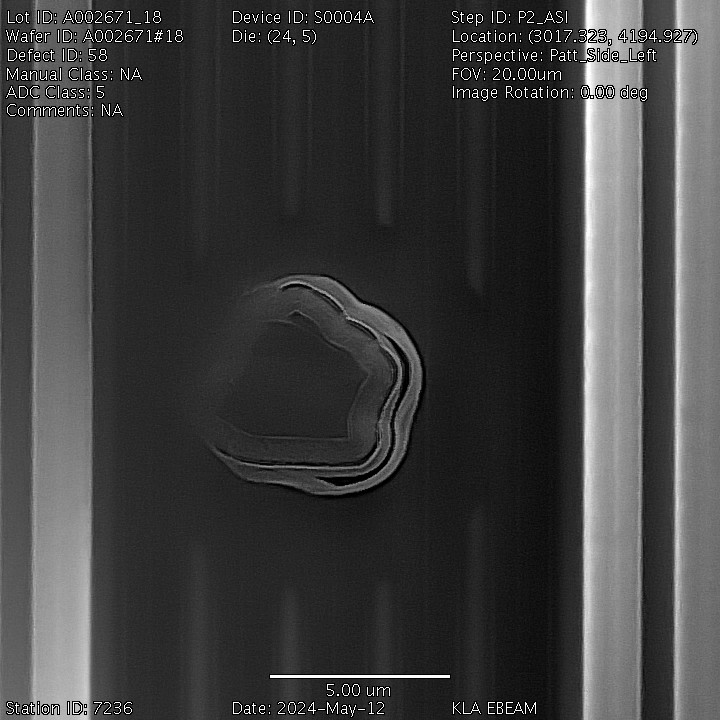 Lot ID: A002671_18
Wafer ID: A002671#18
Defect ID: 58
Manual Class: NA
ADC Class: 5
Comments: NA
Device ID: S0004A
Die: (24, 5)
Step ID: P2_ASI
Location: (3017.323, 4194.927)
Perspective: Patt_Side_Left
FOV: 20.00um
Image Rotation: 0.00 deg
5.00 um
Station ID: 7236
Date: 2024-May-12
KLA EBEAM